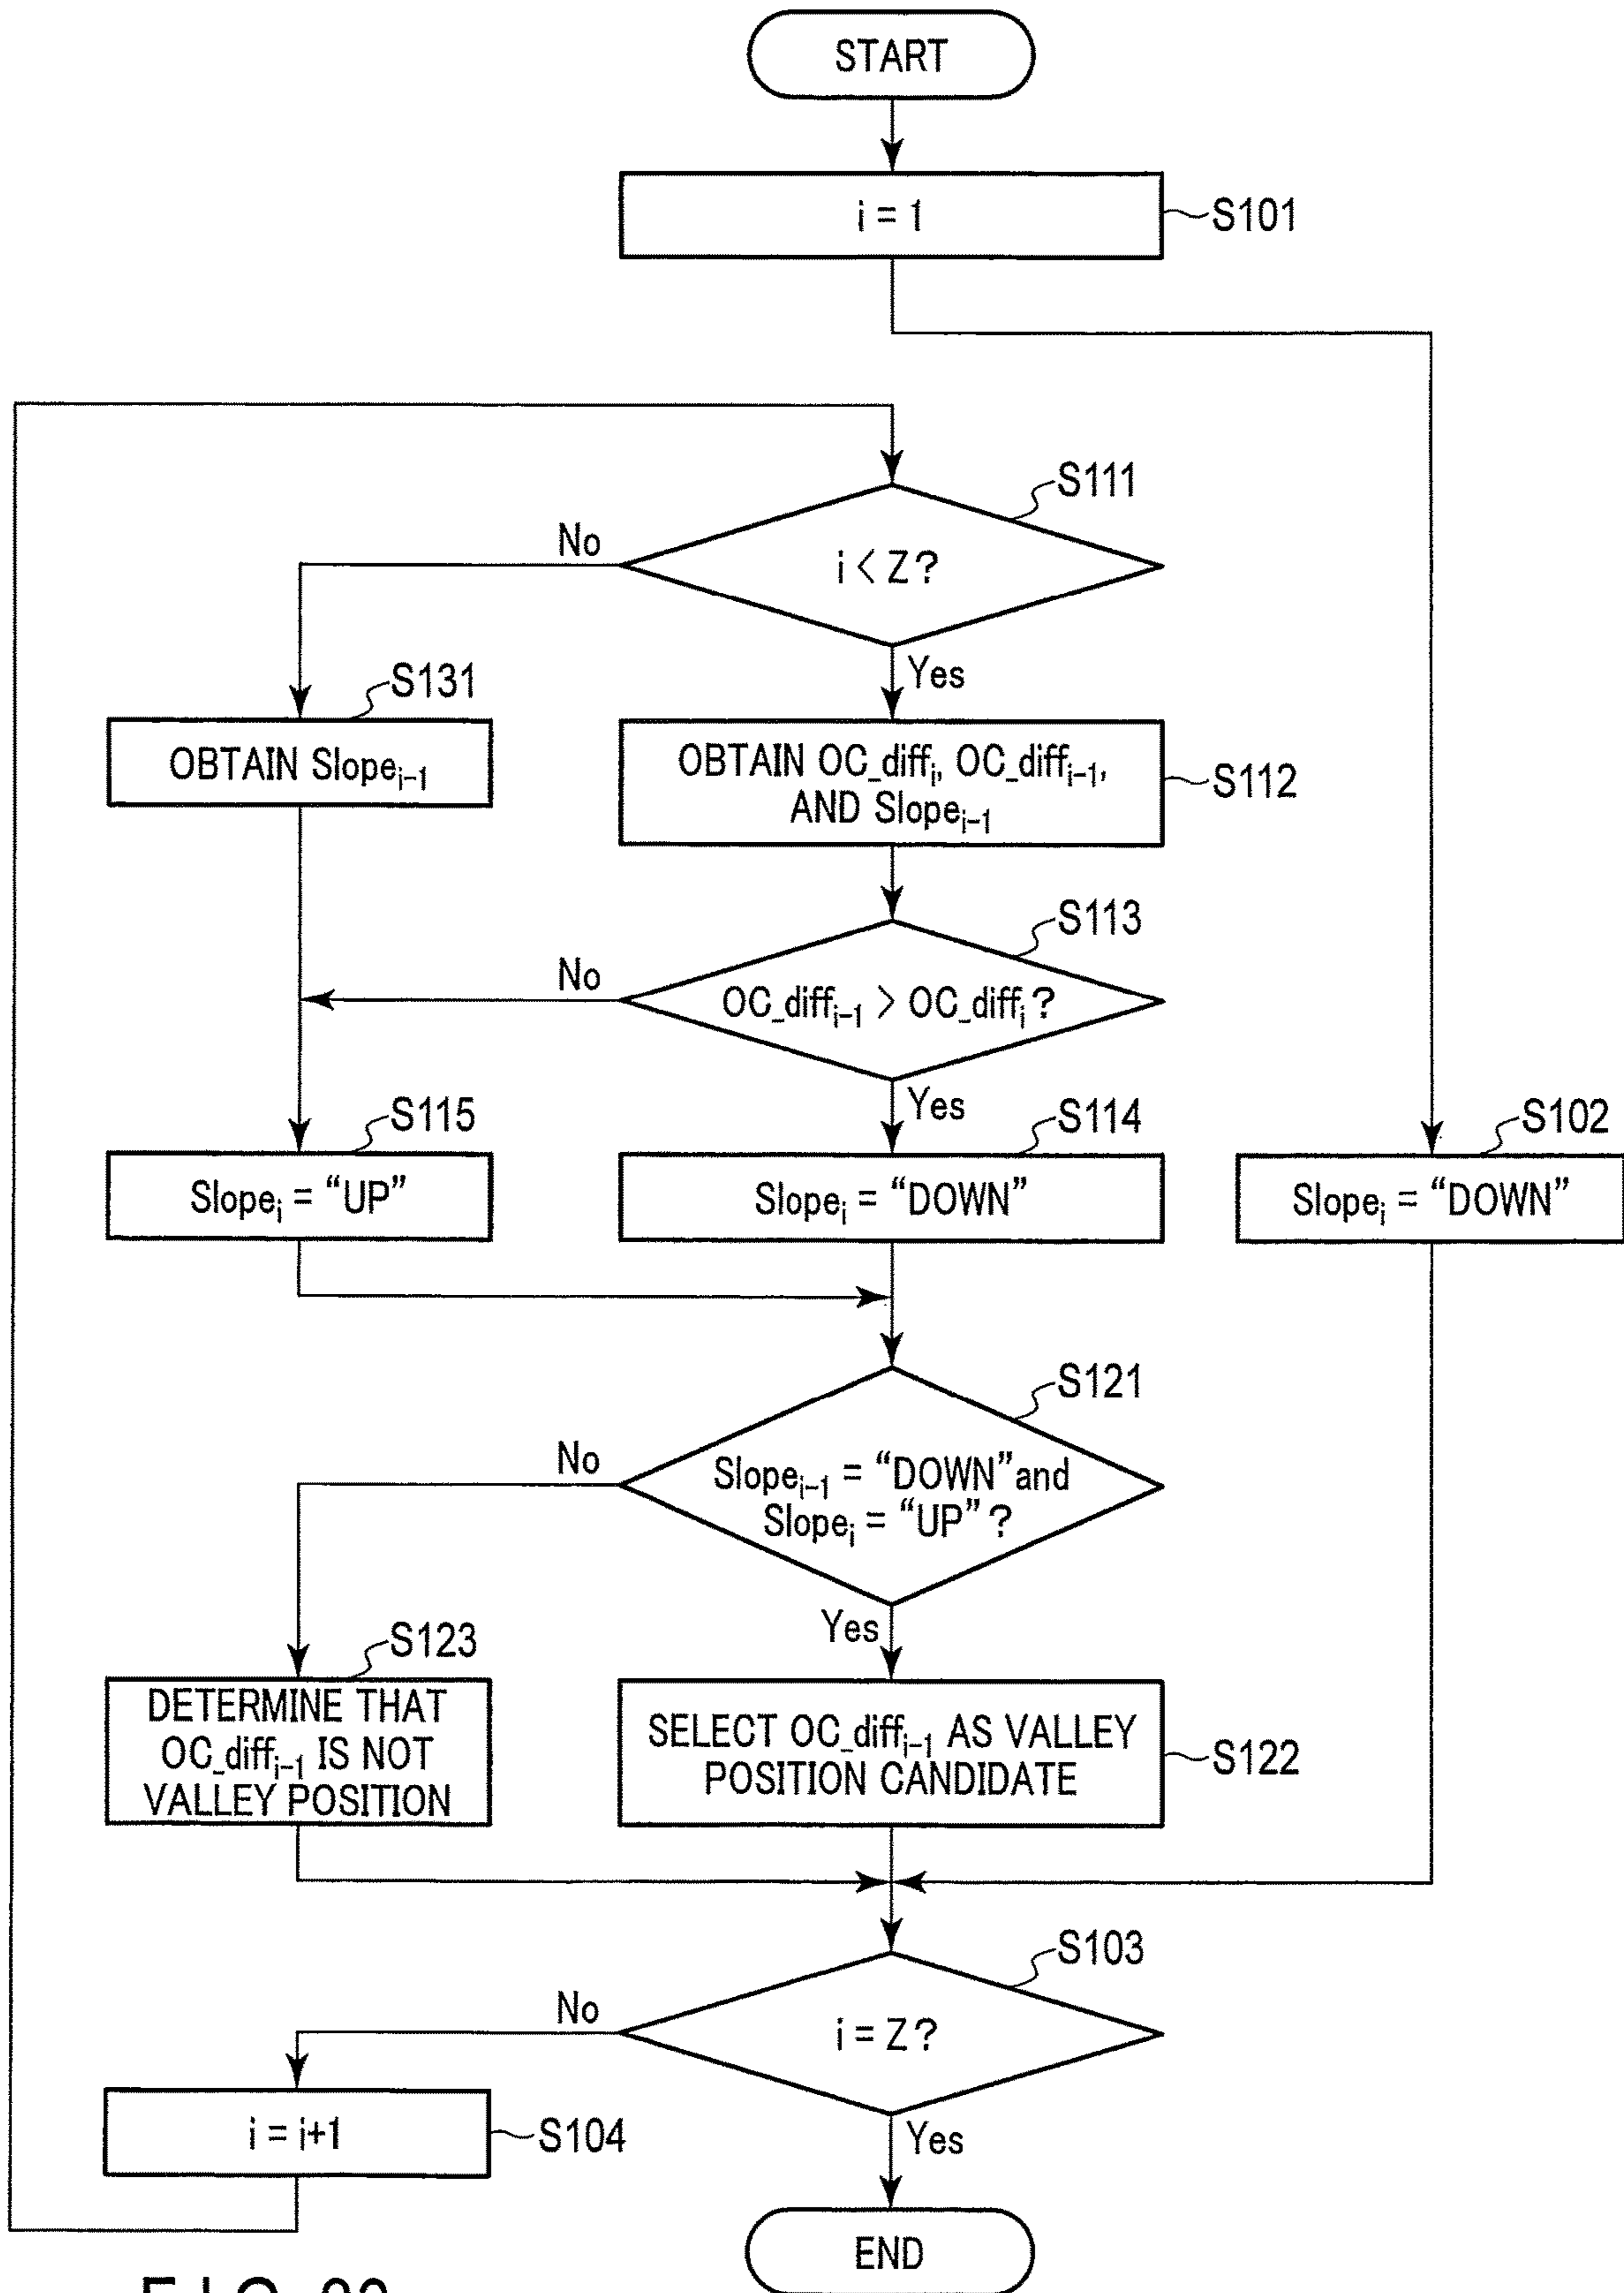 START
i = 1
S101
S111
No
i < Z?
Yes
S131
OBTAIN Slope_{i-1}
OBTAIN OC_diff_i, OC_diff_{i-1},
AND Slope_{i-1}
S112
S113
No
OC_diff_{i-1} > OC_diff_i?
Yes
S115
S114
S102
Slope_i = “UP”
Slope_i = “DOWN”
Slope_i = “DOWN”
S121
No
Slope_{i-1} = “DOWN”and
Slope_i = “UP”?
Yes
S123
DETERMINE THAT
OC_diff_{i-1} IS NOT
VALLEY POSITION
SELECT OC_diff_{i-1} AS VALLEY
POSITION CANDIDATE
S122
S103
No
i = Z?
Yes
i = i+1
S104
END